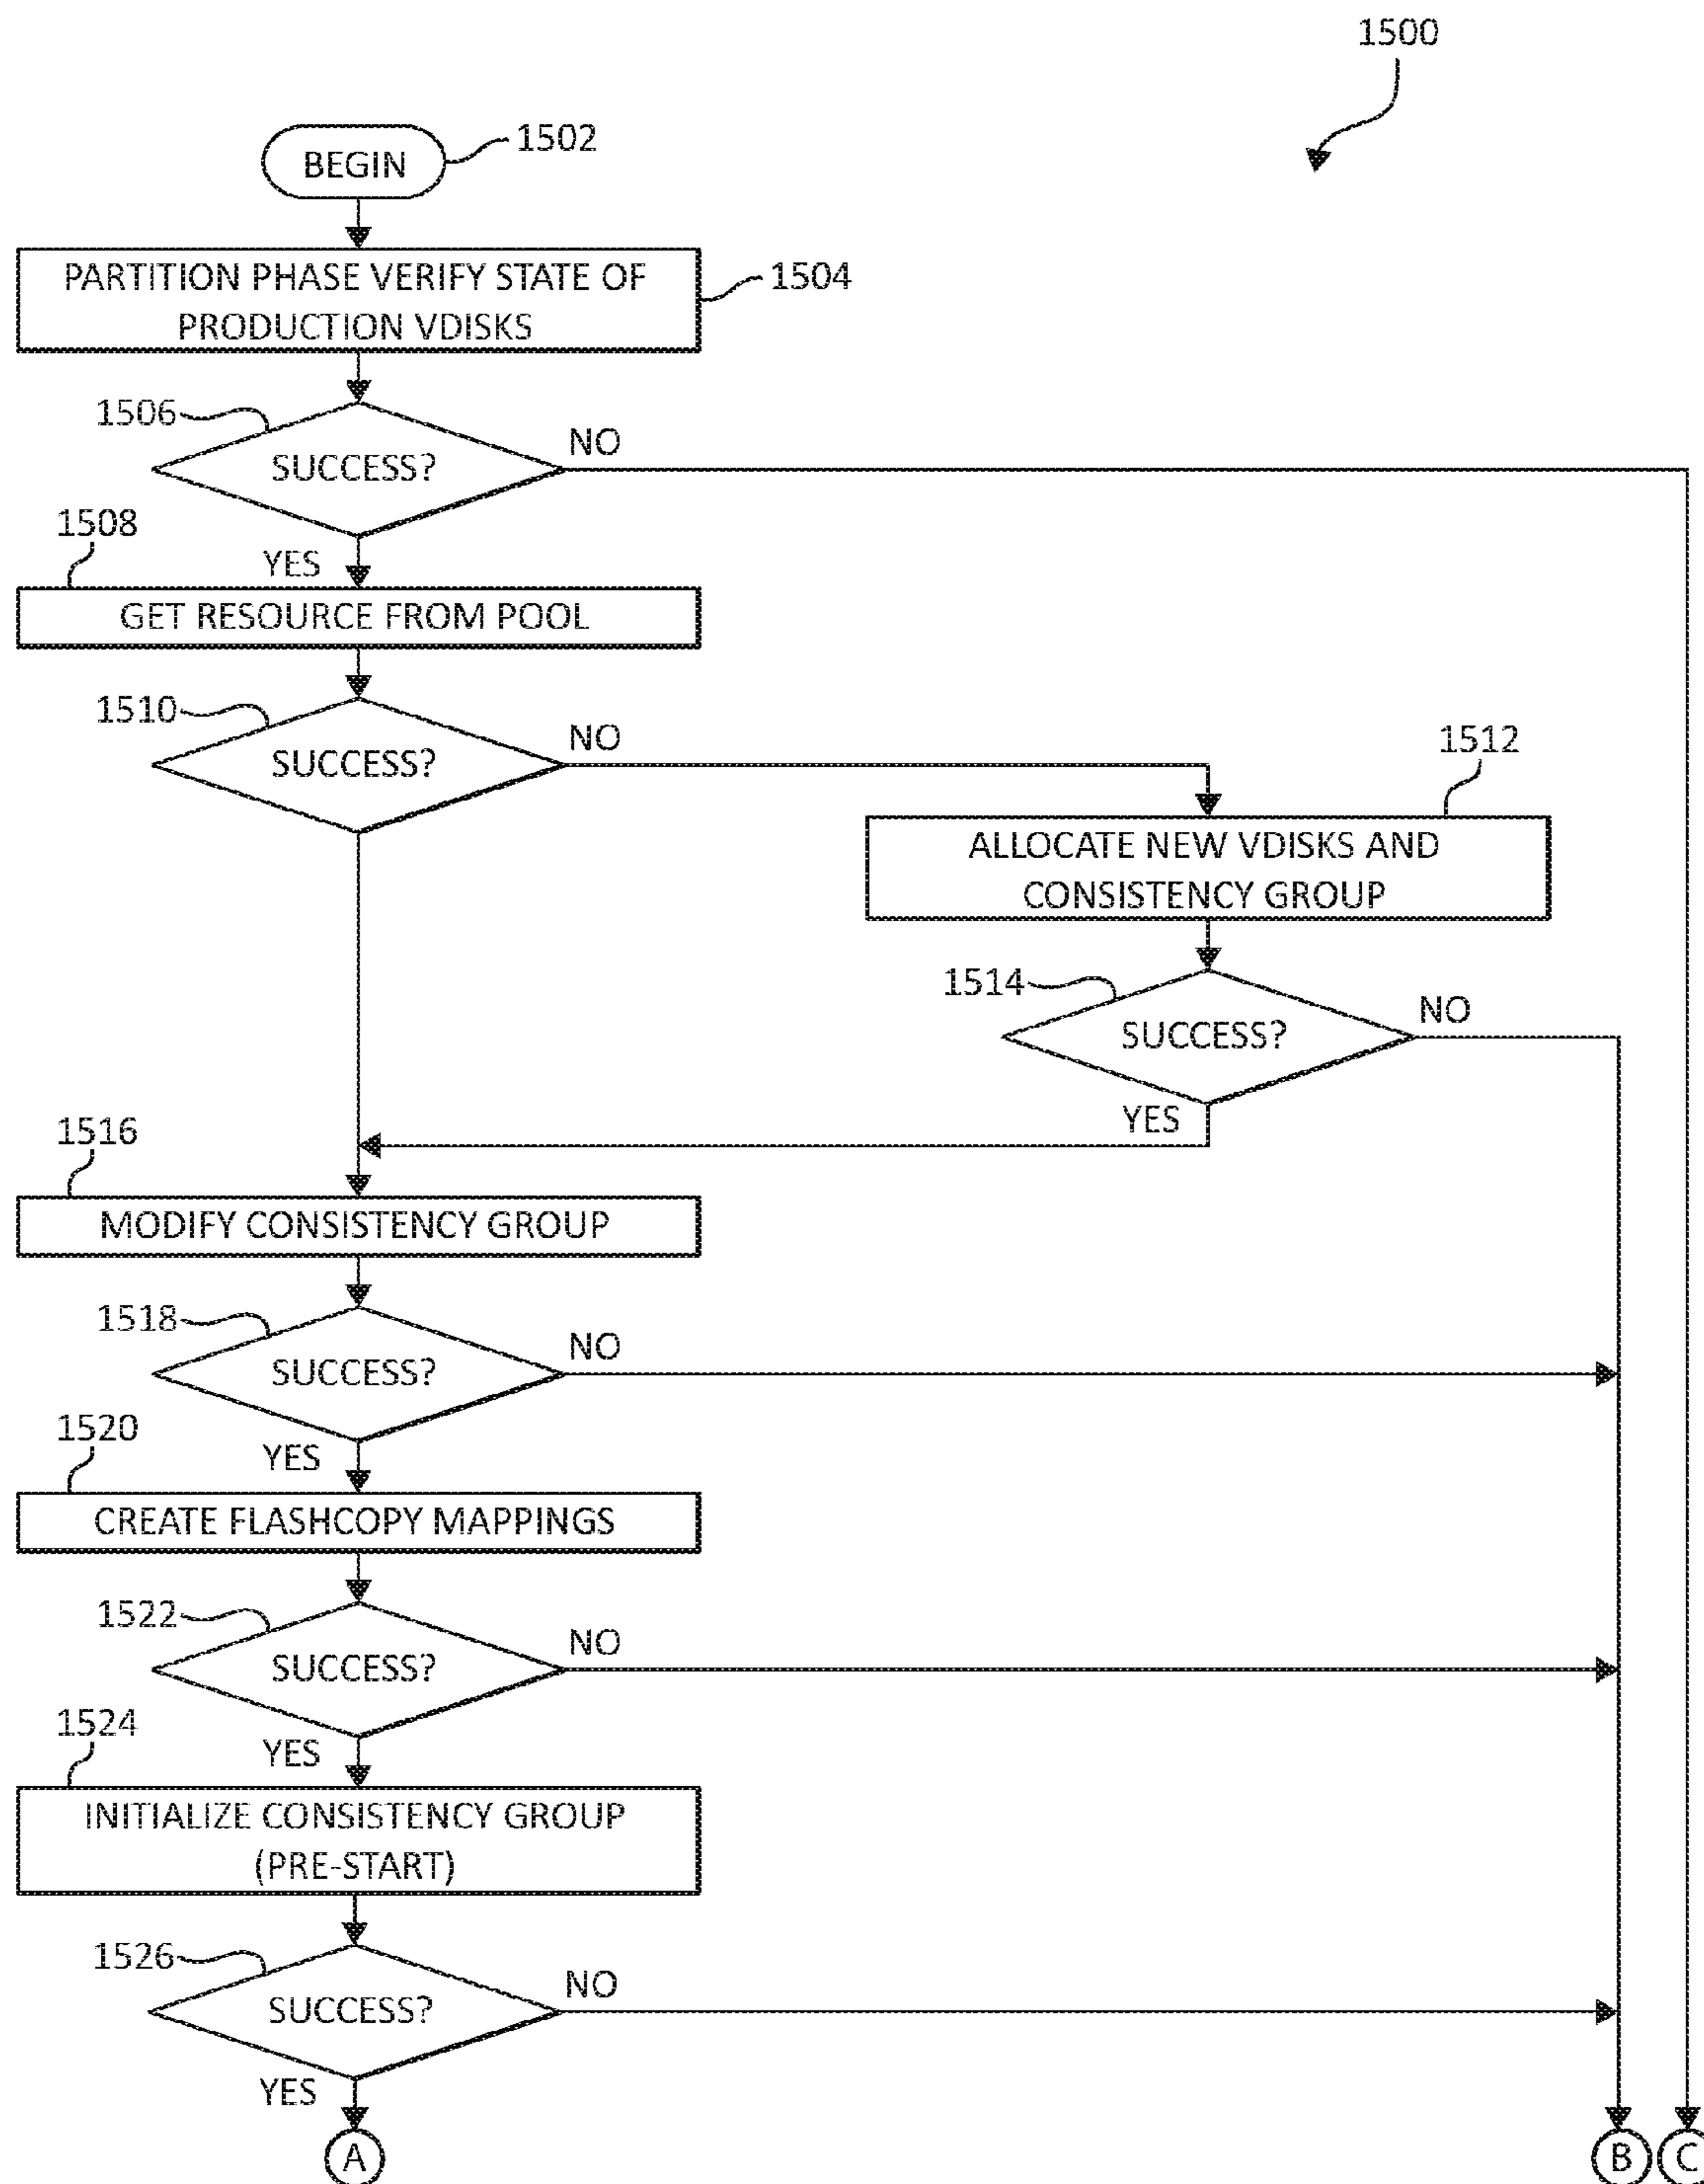 1500
BEGIN
1502
PARTITION PHASE VERIFY STATE OF
PRODUCTION VDISKS
1504
1506
SUCCESS?
NO
YES
1508
GET RESOURCE FROM POOL
1510
SUCCESS?
NO
1512
ALLOCATE NEW VDISKS AND
CONSISTENCY GROUP
1514
SUCCESS?
NO
YES
1516
MODIFY CONSISTENCY GROUP
1518
SUCCESS?
NO
YES
1520
CREATE FLASHCOPY MAPPINGS
1522
SUCCESS?
NO
YES
1524
INITIALIZE CONSISTENCY GROUP
(PRE-START)
1526
SUCCESS?
NO
YES
A
B
C